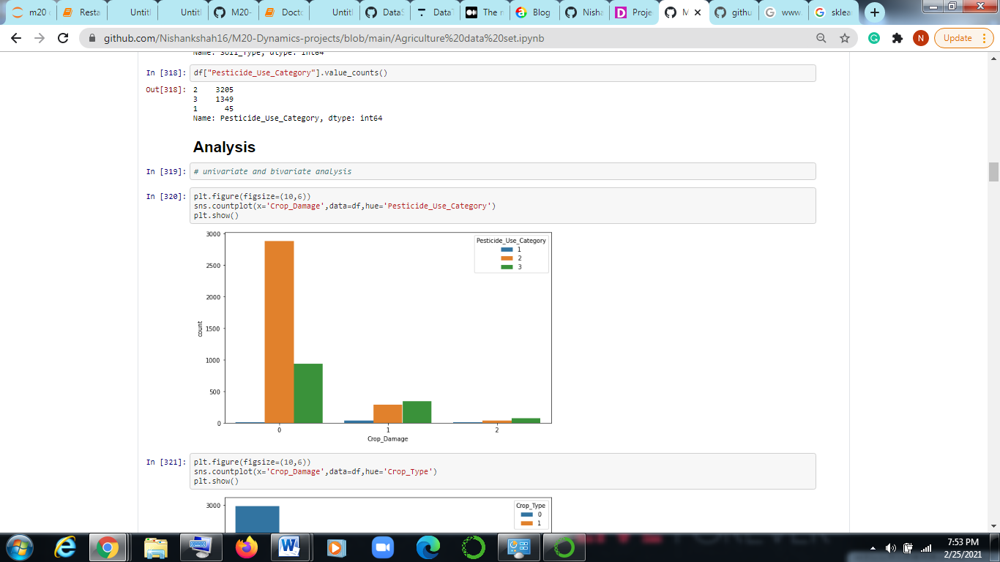 m20
Resta
Untitl
Untitl
M20-
Docto
Untitl
DataS
DataT
The m
Blog
Nisha
Proje
M
githu
www.
sklea
github.com/Nishankshah16/M20-Dynamics-projects/blob/main/Agriculture%20data%20set.ipynb
N
Update
Name: Soil_Type, dtype: int64
In [318]: df["Pesticide_Use_Category"].value_counts()
Out[318]: 2 3205
3 1349
1 45
Name: Pesticide_Use_Category, dtype: int64
Analysis
In [319]: # univariate and bivariate analysis
In [320]: plt.figure(figsize=(10,6))
sns.countplot(x='Crop_Damage',data=df,hue='Pesticide_Use_Category')
plt.show()
3000
2500
2000
1500
1000
500
0
count
Pesticide_Use_Category
1
2
3
0 1 2
Crop_Damage
In [321]: plt.figure(figsize=(10,6))
sns.countplot(x='Crop_Damage',data=df,hue='Crop_Type')
plt.show()
3000
Crop_Type
0
1
7:53 PM
2/25/2021